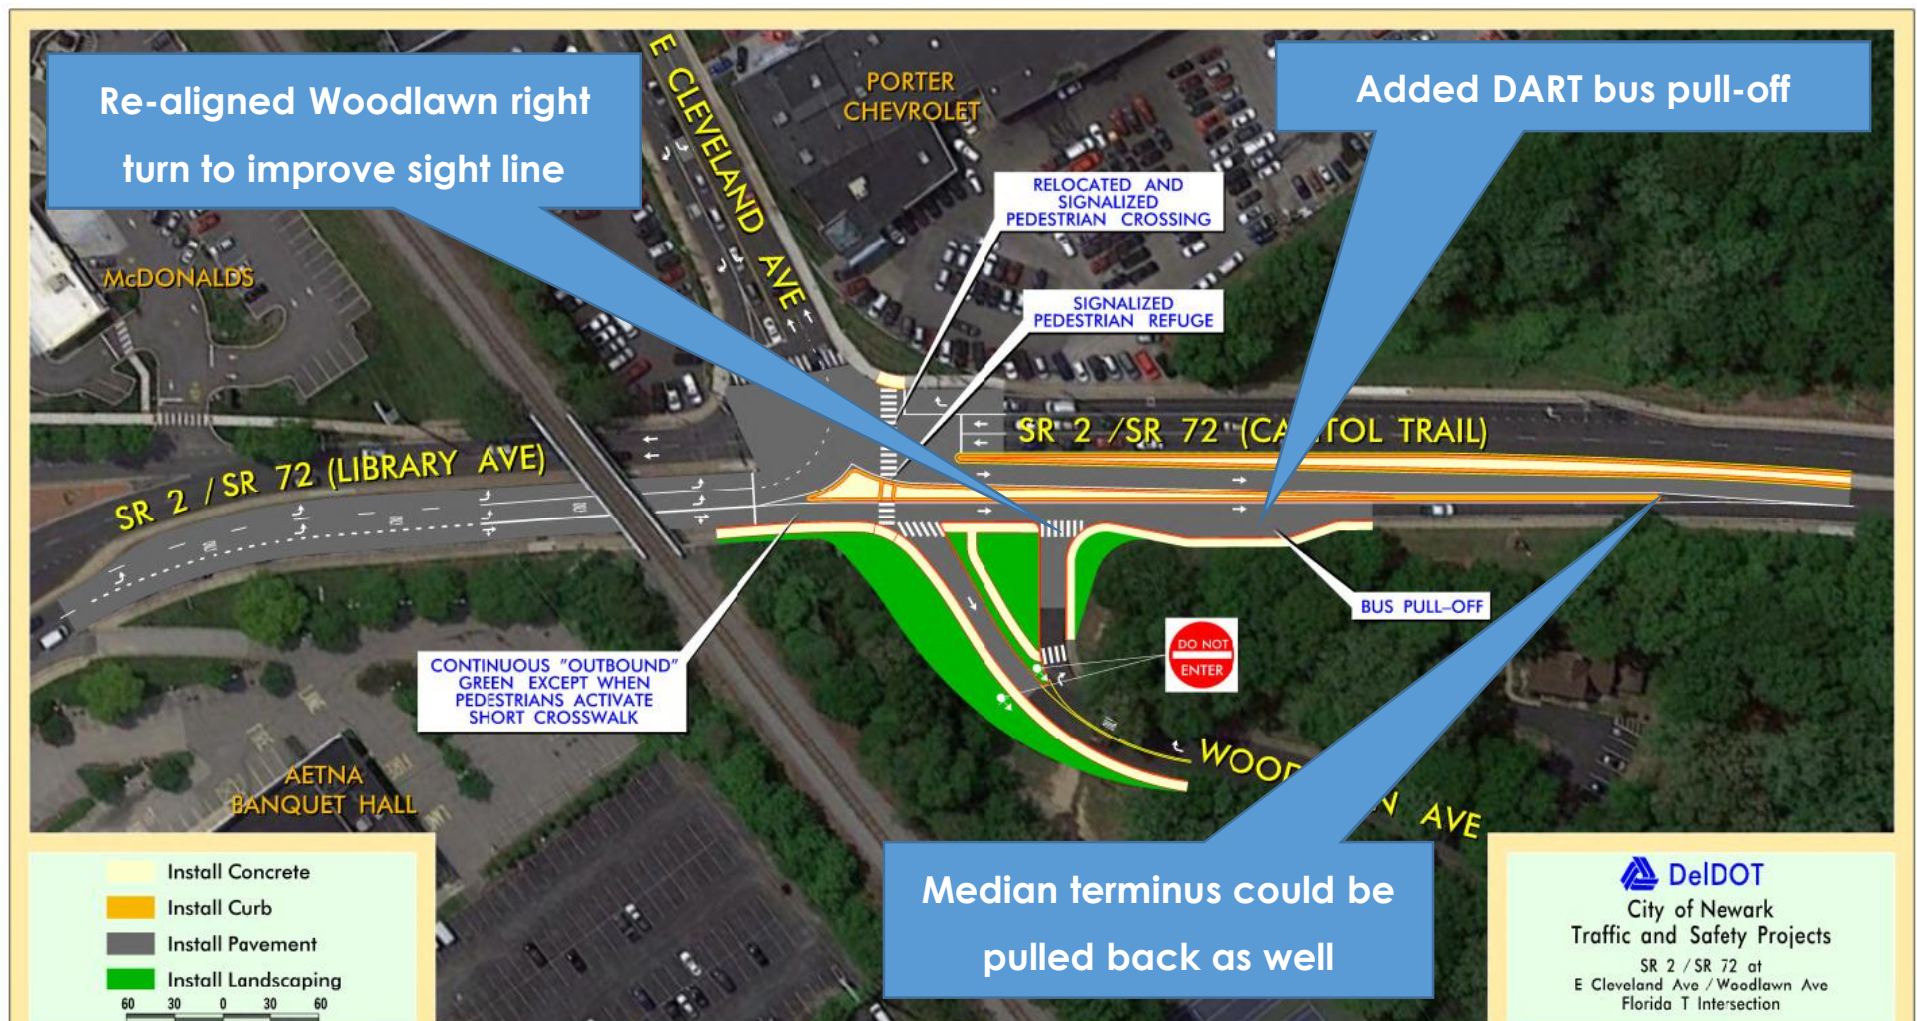 Re-aligned Woodlawn right
turn to improve sight line
Added DART bus pull-off
E CLEVELAND AVE
PORTER
CHEVROLET
RELOCATED AND
SIGNALIZED
PEDESTRIAN CROSSING
McDONALDS
SIGNALIZED
PEDESTRIAN REFUGE
SR 2 / SR 72 (LIBRARY AVE)
SR 2 /SR 72 (CA TOL TRAIL)
BUS PULL-OFF
DO NOT
ENTER
CONTINUOUS "OUTBOUND"
GREEN EXCEPT WHEN
PEDESTRIANS ACTIVATE
SHORT CROSSWALK
AETNA
BANQUET HALL
WOOD N AVE
Median terminus could be
pulled back as well
Install Concrete
Install Curb
Install Pavement
Install Landscaping
60 30 0 30 60
DelDOT
City of Newark
Traffic and Safety Projects
SR 2 / SR 72 at
E Cleveland Ave / Woodlawn Ave
Florida T Intersection